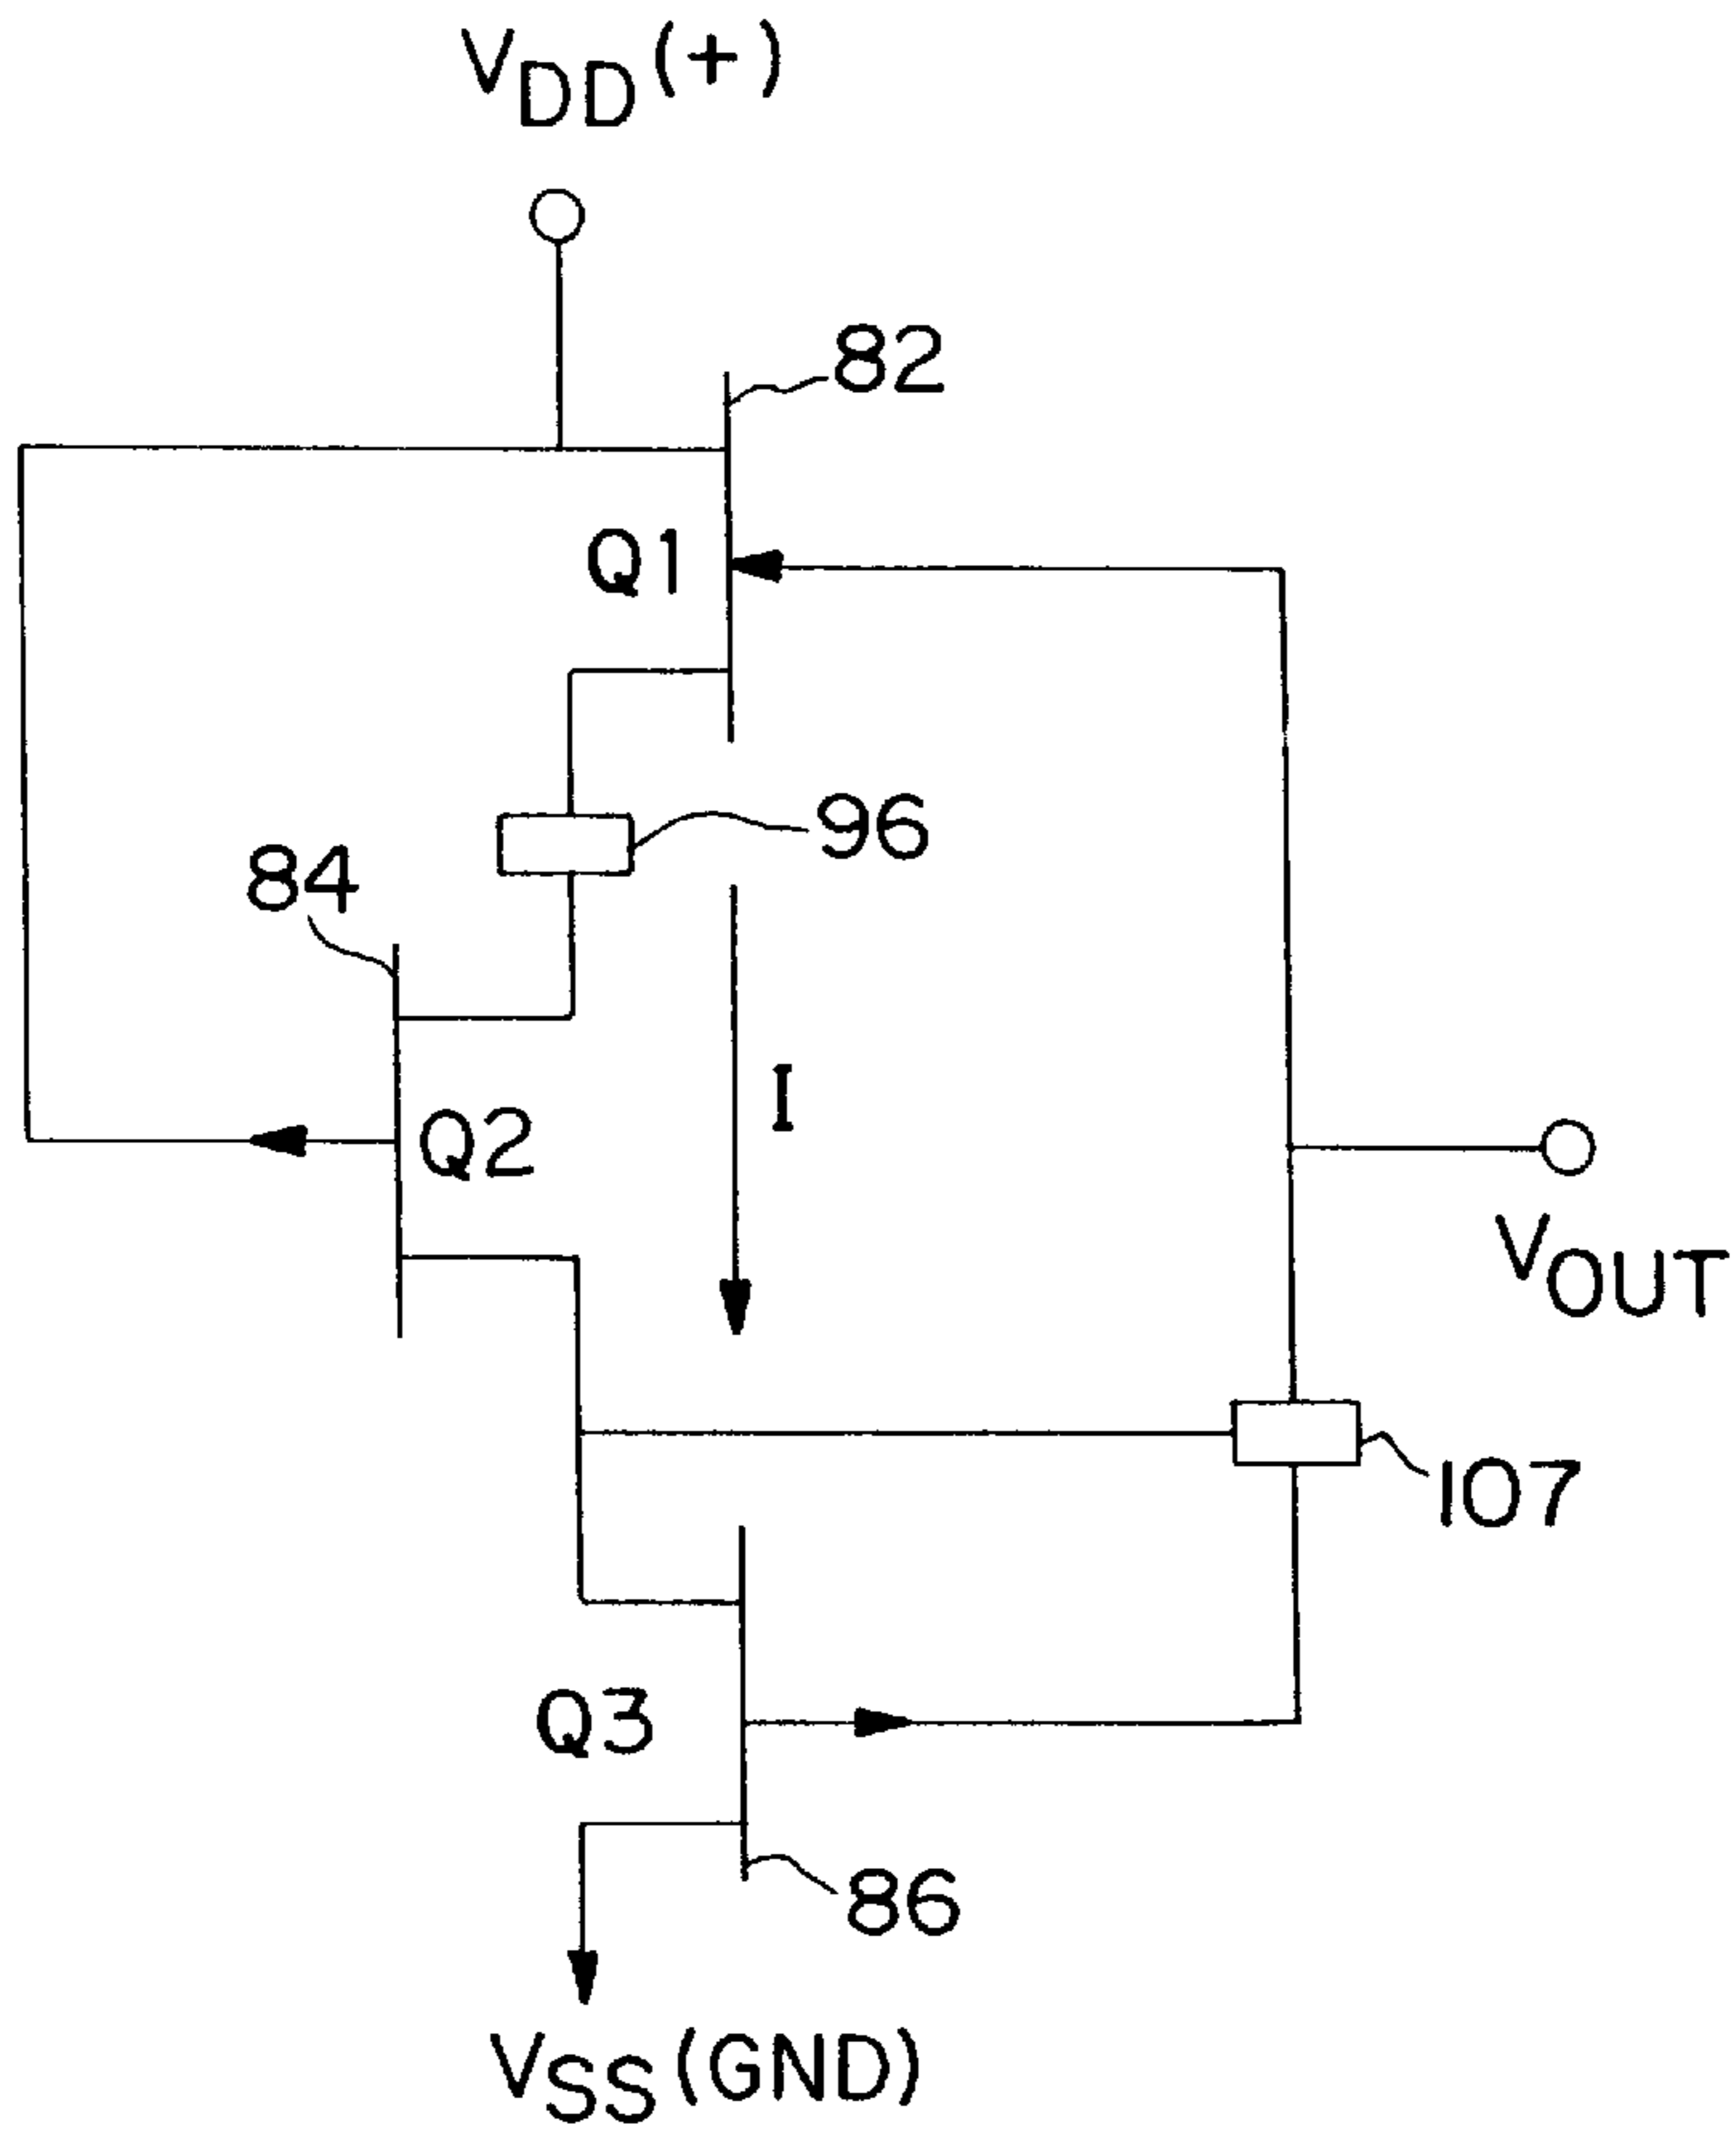 VDD(+)
82
Q1
96
84
I
Q2
VOUT
107
Q3
86
VSS(GND)